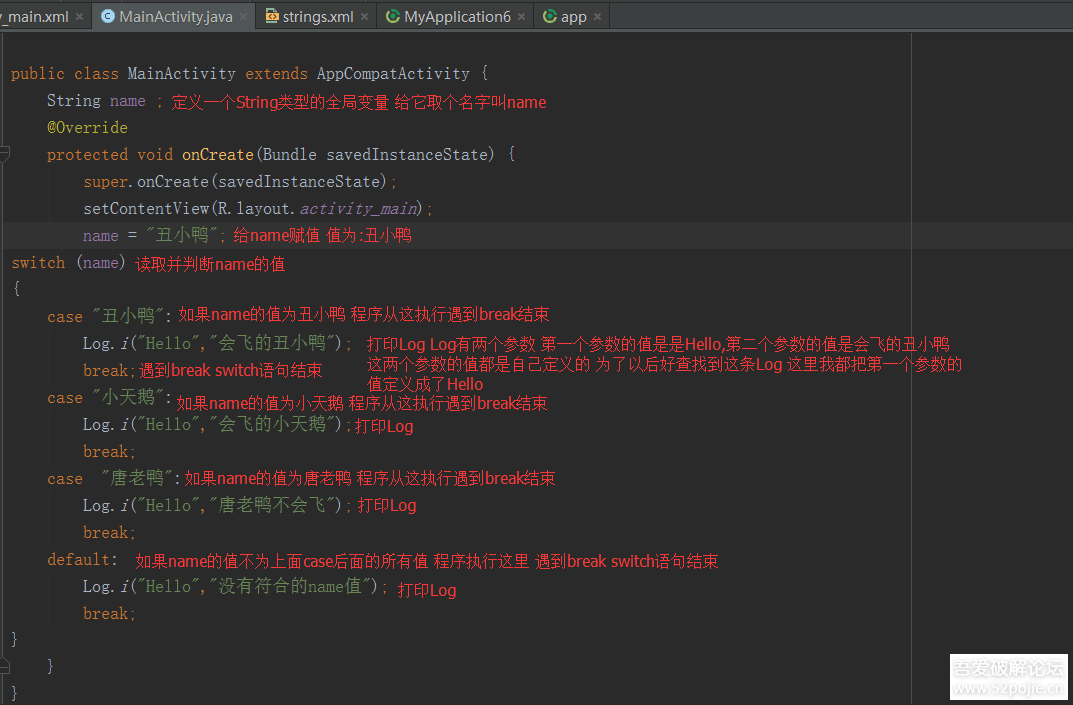 _main.xml × MainActivity.java × strings.xml × MyApplication6 × app ×
public class MainActivity extends AppCompatActivity {
String name ; 定义一个String类型的全局变量 给它取个名字叫name
@Override
protected void onCreate(Bundle savedInstanceState) {
super.onCreate(savedInstanceState);
setContentView(R.layout.activity_main);
name = "丑小鸭"; 给name赋值 值为:丑小鸭
switch (name) 读取并判断name的值
{
case "丑小鸭": 如果name的值为丑小鸭 程序从这执行遇到break结束
Log.i("Hello","会飞的丑小鸭"); 打印Log Log有两个参数 第一个参数的值是是Hello,第二个参数的值是会飞的丑小鸭
这两个参数的值都是自己定义的 为了以后好查找到这条Log 这里我都把第一个参数的
break; 遇到break switch语句结束
值定义成了Hello
case "小天鹅": 如果name的值为小天鹅 程序从这执行遇到break结束
Log.i("Hello","会飞的小天鹅"); 打印Log
break;
case "唐老鸭": 如果name的值为唐老鸭 程序从这执行遇到break结束
Log.i("Hello","唐老鸭不会飞"); 打印Log
break;
default: 如果name的值不为上面case后面的所有值 程序执行这里 遇到break switch语句结束
Log.i("Hello","没有符合的name值"); 打印Log
break;
}
}
}
吾爱破解论坛
www.52pojie.cn